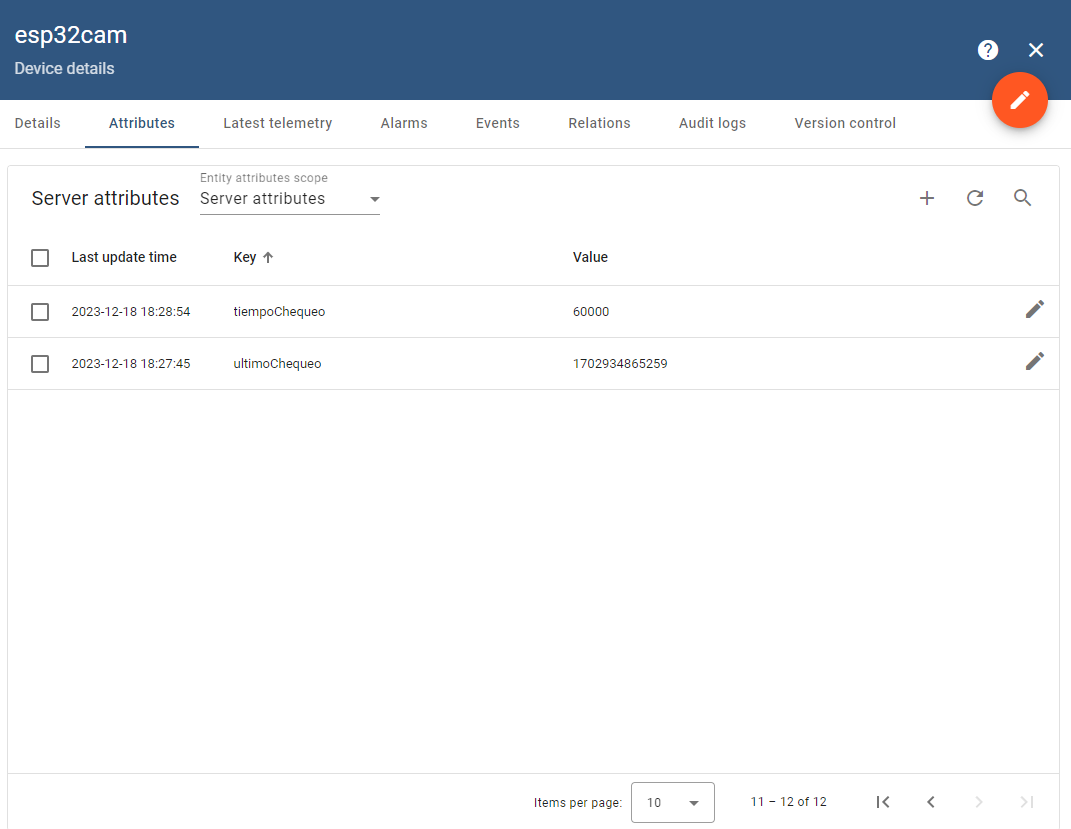 esp32cam
Device details
Details Attributes Latest telemetry Alarms Events Relations Audit logs Version control
Entity attributes scope
Server attributes Server attributes
Last update time Key Value
2023-12-18 18:28:54 tiempoChequeo 60000
2023-12-18 18:27:45 ultimoChequeo 1702934865259
Items per page: 10 11 – 12 of 12